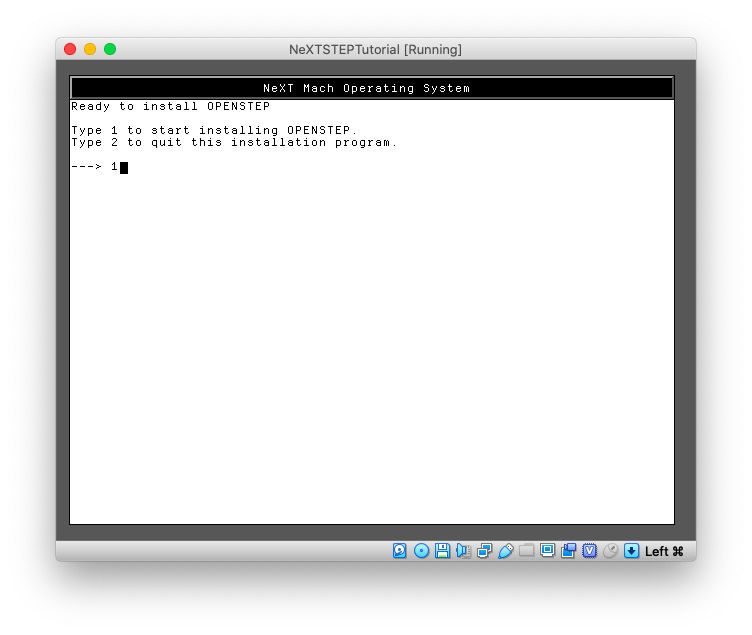 NeXTSTEPTutorial [Running]
NeXT Mach Operating System
Ready to install OPENSTEP
Type 1 to start installing OPENSTEP.
Type 2 to quit this installation program.
---> 1
V
Left ⌘